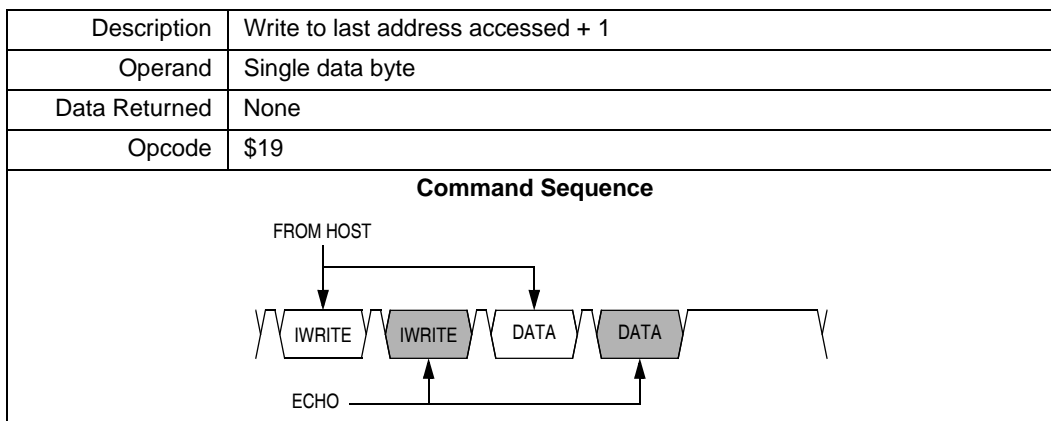 Description Write to last address accessed + 1
Operand Single data byte
Data Returned None
Opcode $19
Command Sequence
FROM HOST
IWRITE IWRITE DATA DATA
ECHO